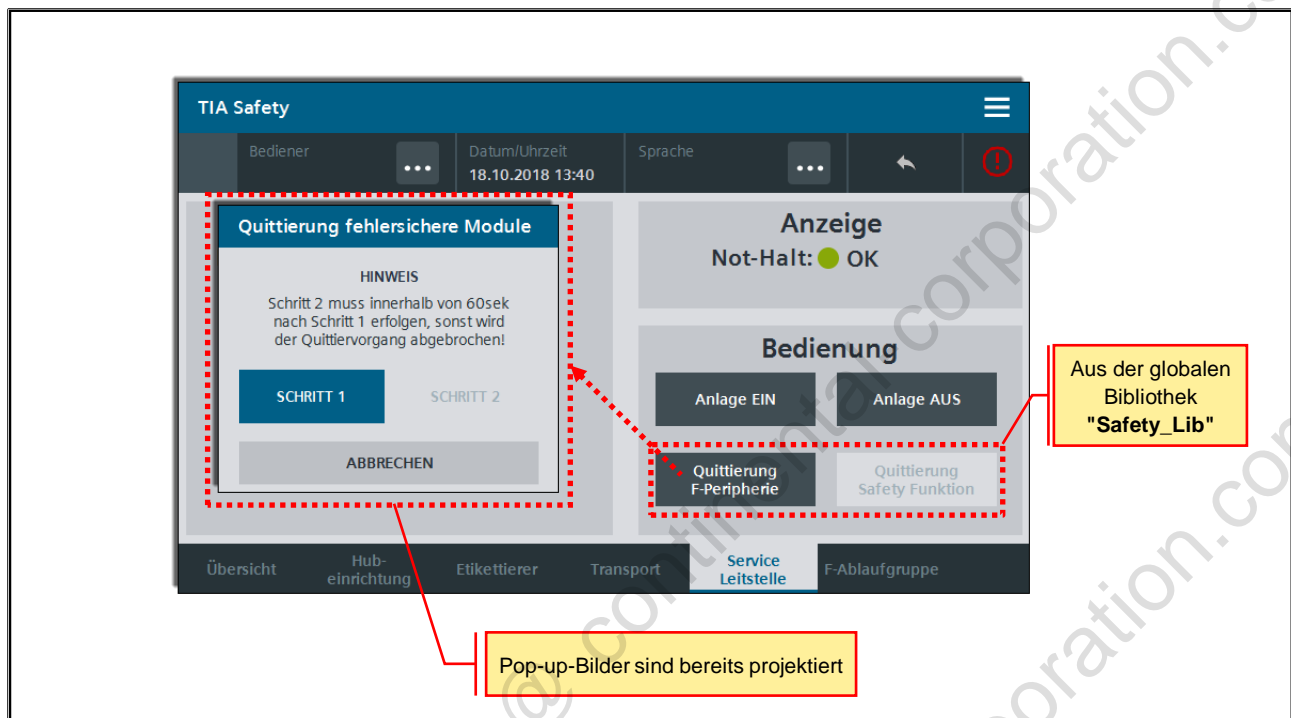 TIA Safety
Bediener
...
Datum/Uhrzeit
18.10.2018 13:40
Sprache
...
Quittierung fehlersichere Module
HINWEIS
Schritt 2 muss innerhalb von 60sek
nach Schritt 1 erfolgen, sonst wird
der Quittiervorgang abgebrochen!
SCHRITT 1
SCHRITT 2
ABBRECHEN
Anzeige
Not-Halt: OK
Bedienung
Anlage EIN
Anlage AUS
Quittierung
F-Peripherie
Quittierung
Safety Funktion
Aus der globalen
Bibliothek
"Safety_Lib"
Übersicht
Hub-
einrichtung
Etikettierer
Transport
Service
Leitstelle
F-Ablaufgruppe
Pop-up-Bilder sind bereits projektiert
@ continental corporation.co